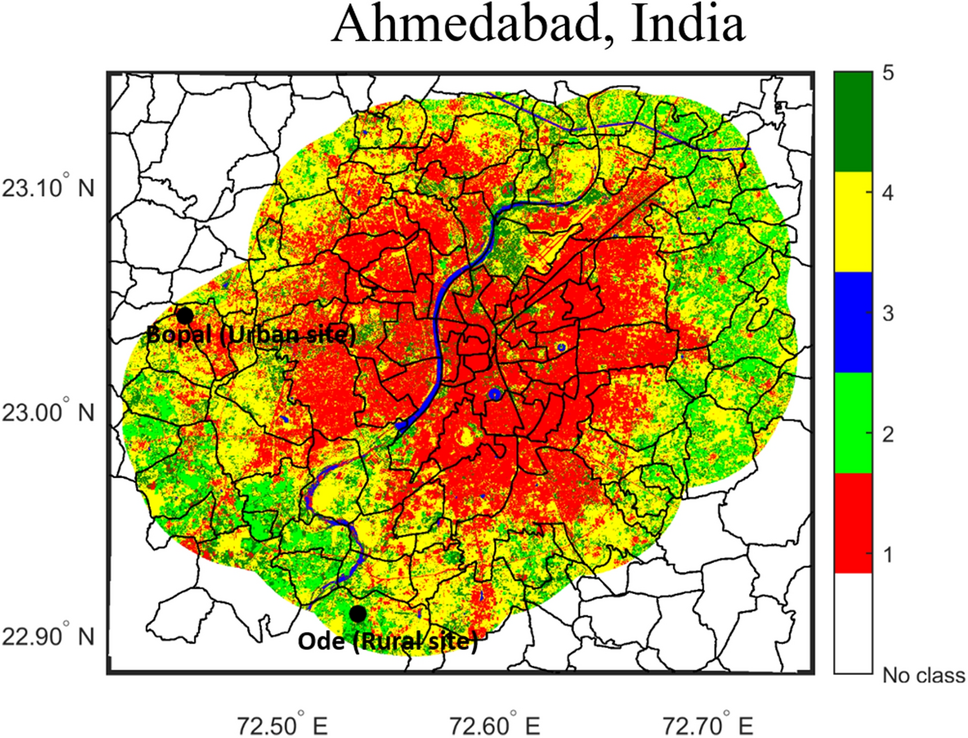 Ahmedabad, India
5
23.10° N
4
3
Bopal (Urban site)
23.00° N
2
1
22.90° N
Ode (Rural site)
No class
72.50° E 72.60° E 72.70° E